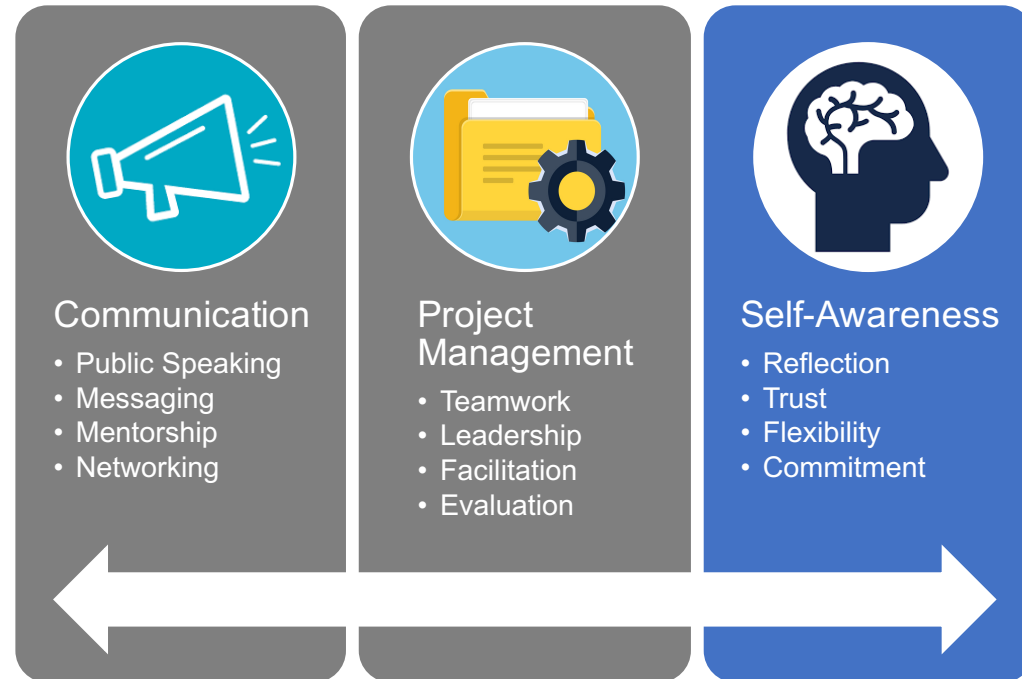 Communication
• Public Speaking
• Messaging
• Mentorship
• Networking
Project
Management
• Teamwork
• Leadership
• Facilitation
• Evaluation
Self-Awareness
• Reflection
• Trust
• Flexibility
• Commitment